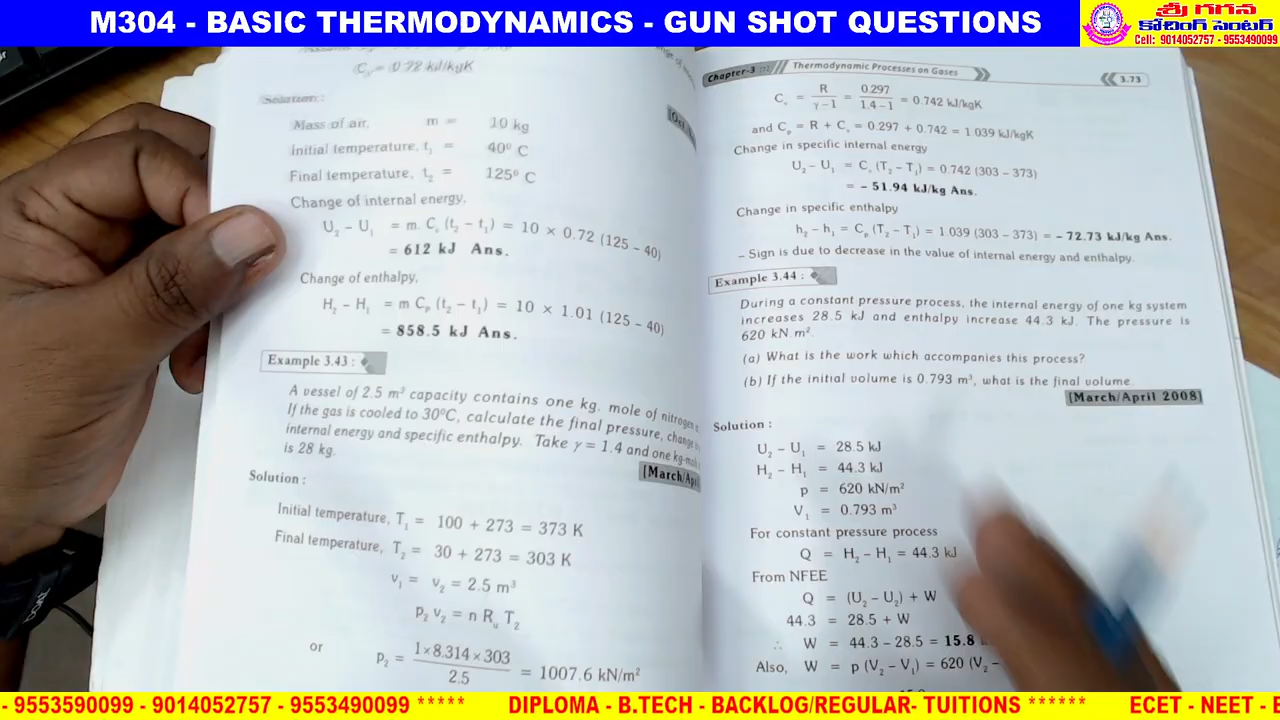 M304 - BASIC THERMODYNAMICS - GUN SHOT QUESTIONS
శ్రీ గగన
కోచింగ్ సెంటర్
Cell: 9014052757 - 9553490099
Cᵥ = 0.72 kJ/kgK
Solution :
Mass of air, m = 10 kg
Initial temperature, t₁ = 40⁰ C
Final temperature, t₂ = 125⁰ C
Change of internal energy,
U₂ – U₁ = m. Cᵥ (t₂ – t₁) = 10 × 0.72 (125 – 40)
= 612 kJ Ans.
Change of enthalpy,
H₂ – H₁ = m Cₚ (t₂ – t₁) = 10 × 1.01 (125 – 40)
= 858.5 kJ Ans.
Example 3.43 :
A vessel of 2.5 m³ capacity contains one kg. mole of nitrogen
If the gas is cooled to 30⁰C, calculate the final pressure, change
internal energy and specific enthalpy. Take γ = 1.4 and one kg-mole
is 28 kg.
[March/Apri
Solution :
Initial temperature, T₁ = 100 + 273 = 373 K
Final temperature, T₂ = 30 + 273 = 303 K
v₁ = v₂ = 2.5 m³
p₂ v₂ = n Rᵤ T₂
or p₂ = 1×8.314×303 / 2.5 = 1007.6 kN/m²
Chapter-3 Thermodynamic Processes on Gases 3.73
Cᵥ = R / γ – 1 = 0.297 / 1.4 – 1 = 0.742 kJ/kgK
and Cₚ = R + Cᵥ = 0.297 + 0.742 = 1.039 kJ/kgK
Change in specific internal energy
U₂ – U₁ = Cᵥ (T₂ – T₁) = 0.742 (303 – 373)
= – 51.94 kJ/kg Ans.
Change in specific enthalpy
h₂ – h₁ = Cₚ (T₂ – T₁) = 1.039 (303 – 373) = – 72.73 kJ/kg Ans.
– Sign is due to decrease in the value of internal energy and enthalpy.
Example 3.44 :
During a constant pressure process, the internal energy of one kg system
increases 28.5 kJ and enthalpy increase 44.3 kJ. The pressure is
620 kN m².
(a) What is the work which accompanies this process?
(b) If the initial volume is 0.793 m³, what is the final volume
[March/April 2008]
Solution :
U₂ – U₁ = 28.5 kJ
H₂ – H₁ = 44.3 kJ
p = 620 kN/m²
V₁ = 0.793 m³
For constant pressure process
Q = H₂ – H₁ = 44.3 kJ
From NFEE
Q = (U₂ – U₂) + W
44.3 = 28.5 + W
∴ W = 44.3 – 28.5 = 15.8
Also, W = p (V₂ – V₁) = 620 (V₂ –
- 9553590099 - 9014052757 - 9553490099 ***** DIPLOMA - B.TECH - BACKLOG/REGULAR- TUITIONS ****** ECET - NEET - E